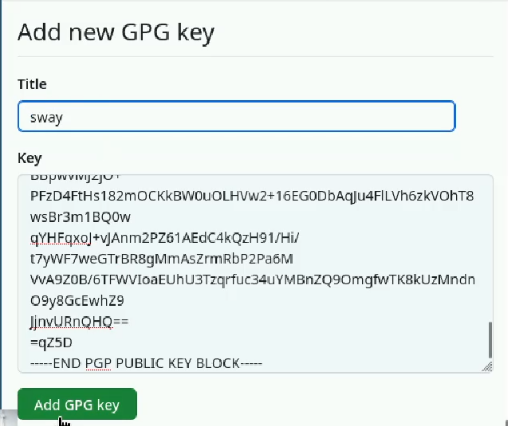 Add new GPG key
Title
sway
Key
PFzD4FtHs182mOCKkBW0uOLHVw2+16EG0DbAqJu4FlLVh6zkVOhT8
wsBr3m1BQ0w
qYHFqxoJ+vJAnm2PZ61AEdC4kQzH91/Hi/
t7yWF7weGTrBR8gMmAsZrmRbP2Pa6M
VvA9Z0B/6TFWVIoaEUhU3Tzqrfuc34uYMBnZQ9OmgfwTK8kUzMndn
O9y8GcEwhZ9
JjnvURnQHQ==
=qZ5D
-----END PGP PUBLIC KEY BLOCK-----
Add GPG key